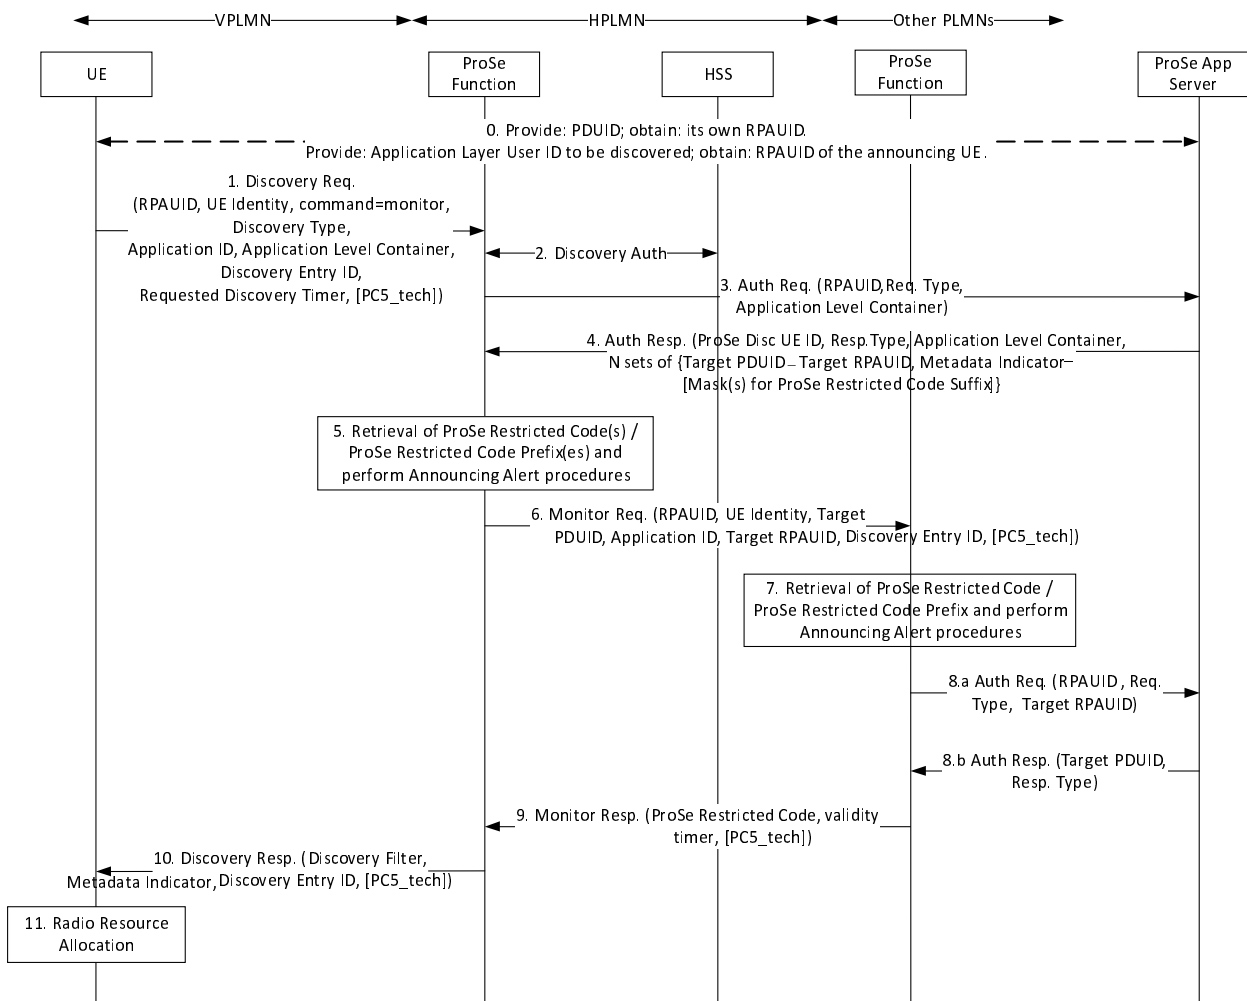 VPLMN
HPLMN
Other PLMNs
UE
ProSe
Function
HSS
ProSe
Function
ProSe App
Server
0. Provide: PDUID; obtain: its own RPAUID.
Provide: Application Layer User ID to be discovered; obtain: RPAUID of the announcing UE.
1. Discovery Req.
(RPAUID, UE Identity, command=monitor,
Discovery Type,
Application ID, Application Level Container,
Discovery Entry ID,
Requested Discovery Timer, [PC5_tech])
2. Discovery Auth
3. Auth Req. (RPAUID,Req. Type,
Application Level Container)
4. Auth Resp. (ProSe Disc UE ID, Resp.Type, Application Level Container,
N sets of {Target PDUID – Target RPAUID, Metadata Indicator–
[Mask(s) for ProSe Restricted Code Suffix]}
5. Retrieval of ProSe Restricted Code(s) /
ProSe Restricted Code Prefix(es) and
perform Announcing Alert procedures
6. Monitor Req. (RPAUID, UE Identity, Target
PDUID, Application ID, Target RPAUID, Discovery Entry ID, [PC5_tech])
7. Retrieval of ProSe Restricted Code /
ProSe Restricted Code Prefix and perform
Announcing Alert procedures
8.a Auth Req. (RPAUID , Req.
Type, Target RPAUID)
8.b Auth Resp. (Target PDUID,
Resp. Type)
9. Monitor Resp. (ProSe Restricted Code, validity
timer, [PC5_tech])
10. Discovery Resp. (Discovery Filter,
Metadata Indicator, Discovery Entry ID, [PC5_tech])
11. Radio Resource
Allocation